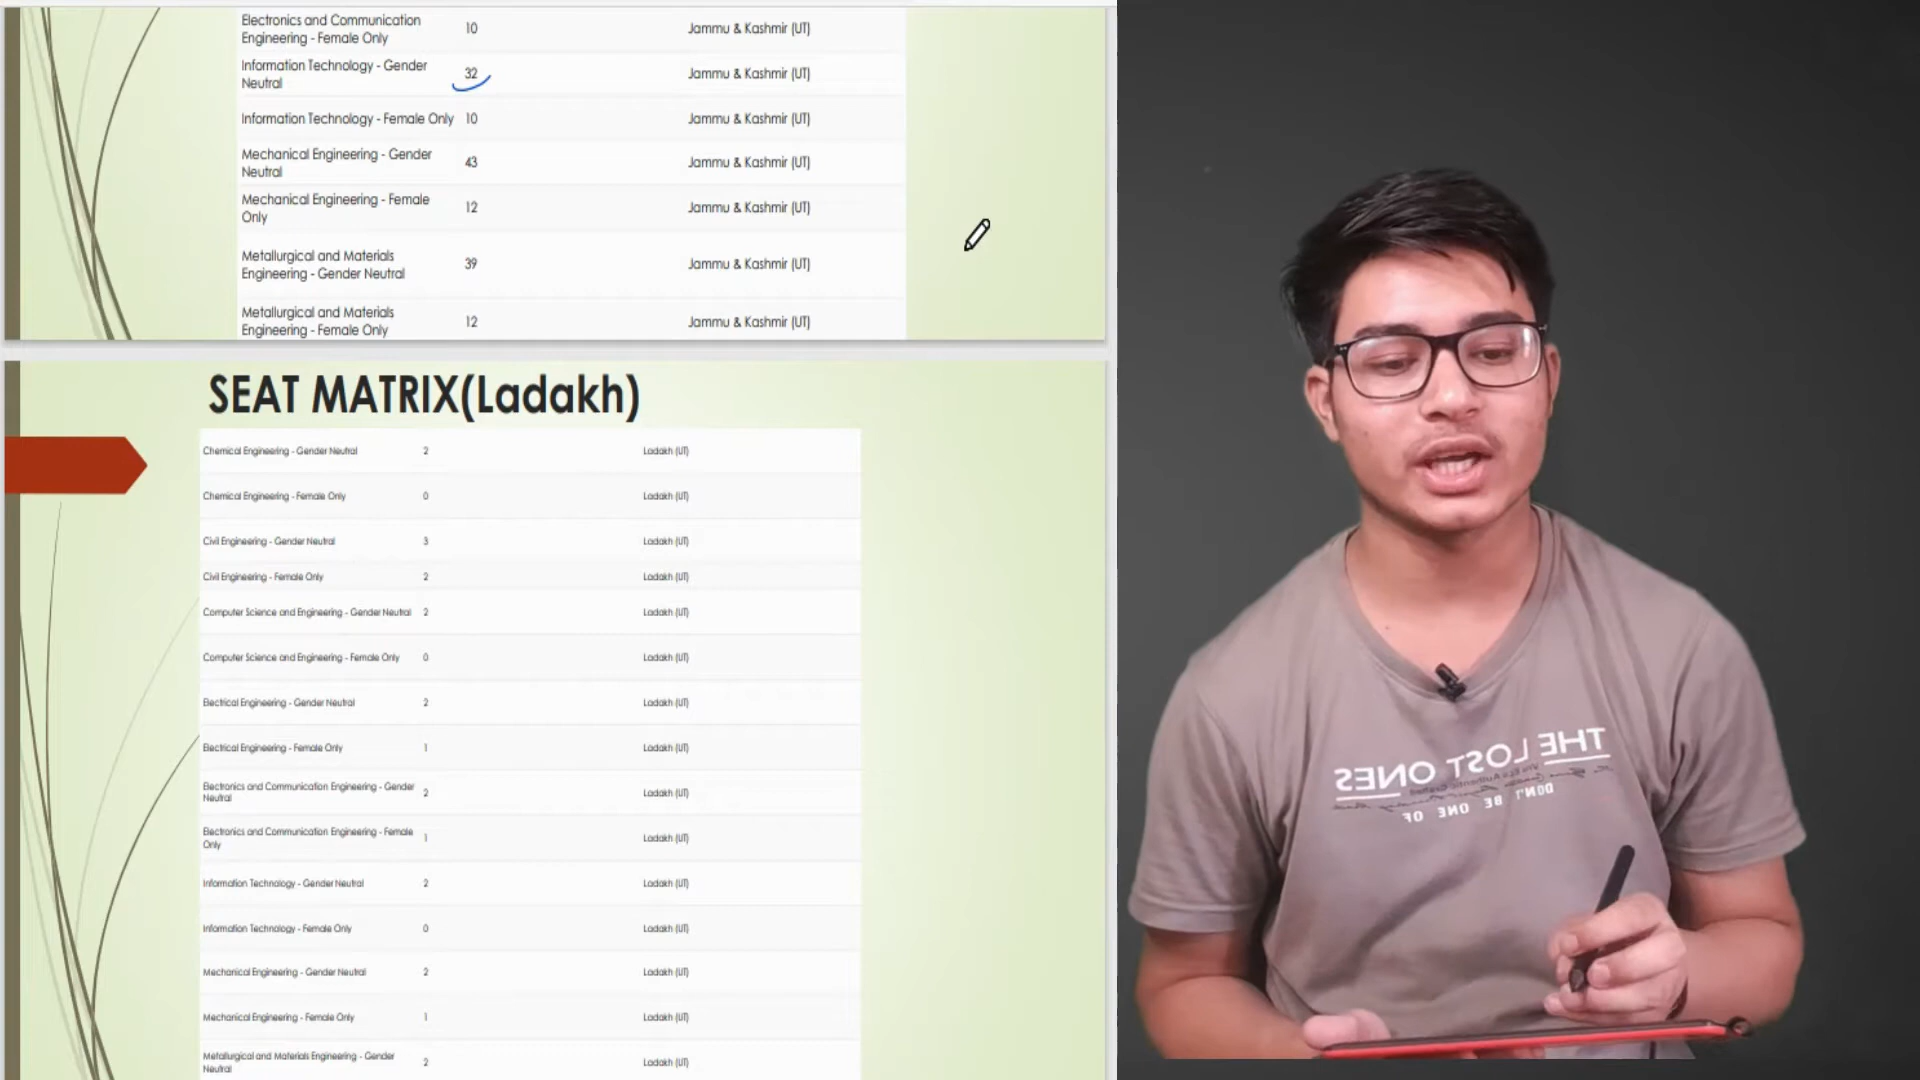 Electronics and Communication
Engineering - Female Only 10 Jammu & Kashmir (UT)
Information Technology - Gender
Neutral 32 Jammu & Kashmir (UT)
Information Technology - Female Only 10 Jammu & Kashmir (UT)
Mechanical Engineering - Gender
Neutral 43 Jammu & Kashmir (UT)
Mechanical Engineering - Female
Only 12 Jammu & Kashmir (UT)
Metallurgical and Materials
Engineering - Gender Neutral 39 Jammu & Kashmir (UT)
Metallurgical and Materials
Engineering - Female Only 12 Jammu & Kashmir (UT)
SEAT MATRIX(Ladakh)
Chemical Engineering - Gender Neutral 2 Ladakh (UT)
Chemical Engineering - Female Only 0 Ladakh (UT)
Civil Engineering - Gender Neutral 3 Ladakh (UT)
Civil Engineering - Female Only 2 Ladakh (UT)
Computer Science and Engineering - Gender Neutral 2 Ladakh (UT)
Computer Science and Engineering - Female Only 0 Ladakh (UT)
Electrical Engineering - Gender Neutral 2 Ladakh (UT)
Electrical Engineering - Female Only 1 Ladakh (UT)
Electronics and Communication Engineering - Gender
Neutral 2 Ladakh (UT)
Electronics and Communication Engineering - Female
Only 1 Ladakh (UT)
Information Technology - Gender Neutral 2 Ladakh (UT)
Information Technology - Female Only 0 Ladakh (UT)
Mechanical Engineering - Gender Neutral 2 Ladakh (UT)
Mechanical Engineering - Female Only 1 Ladakh (UT)
Metallurgical and Materials Engineering - Gender
Neutral 2 Ladakh (UT)
THE LOST ONES
DON'T BE ONE OF